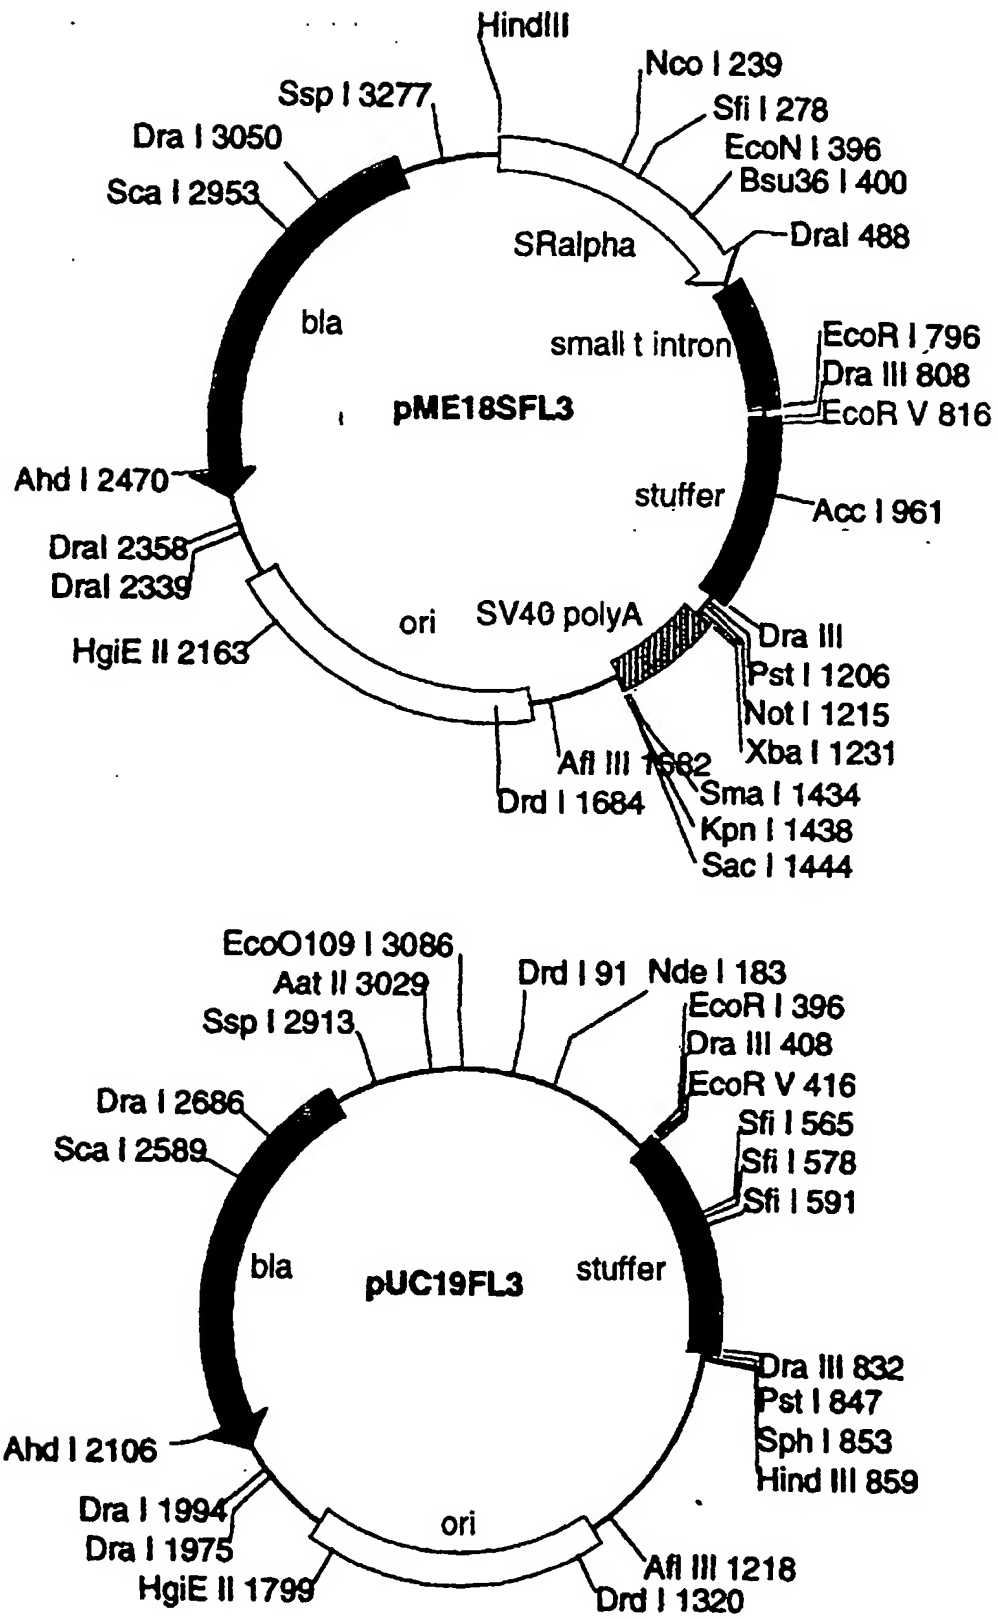 HindIII
Nco I 239
Ssp I 3277
Sfi I 278
Dra I 3050
EcoN I 396
Sca I 2953
Bsu36 I 400
DraI 488
SRalpha
bla
small t intron
EcoR I 796
Dra III 808
pME18SFL3
EcoR V 816
Ahd I 2470
stuffer
Acc I 961
DraI 2358
DraI 2339
ori
SV40 polyA
HgiE II 2163
Dra III
Pst I 1206
Not I 1215
Xba I 1231
Afl III
Drd I 1684
Sma I 1434
Kpn I 1438
Sac I 1444
EcoO109 I 3086
Aat II 3029
Drd I 91
Nde I 183
Ssp I 2913
EcoR I 396
Dra III 408
EcoR V 416
Dra I 2686
Sfi I 565
Sca I 2589
Sfi I 578
Sfi I 591
bla
pUC19FL3
stuffer
Dra III 832
Pst I 847
Ahd I 2106
Sph I 853
Hind III 859
Dra I 1994
Dra I 1975
ori
HgiE II 1799
Afl III 1218
Drd I 1320